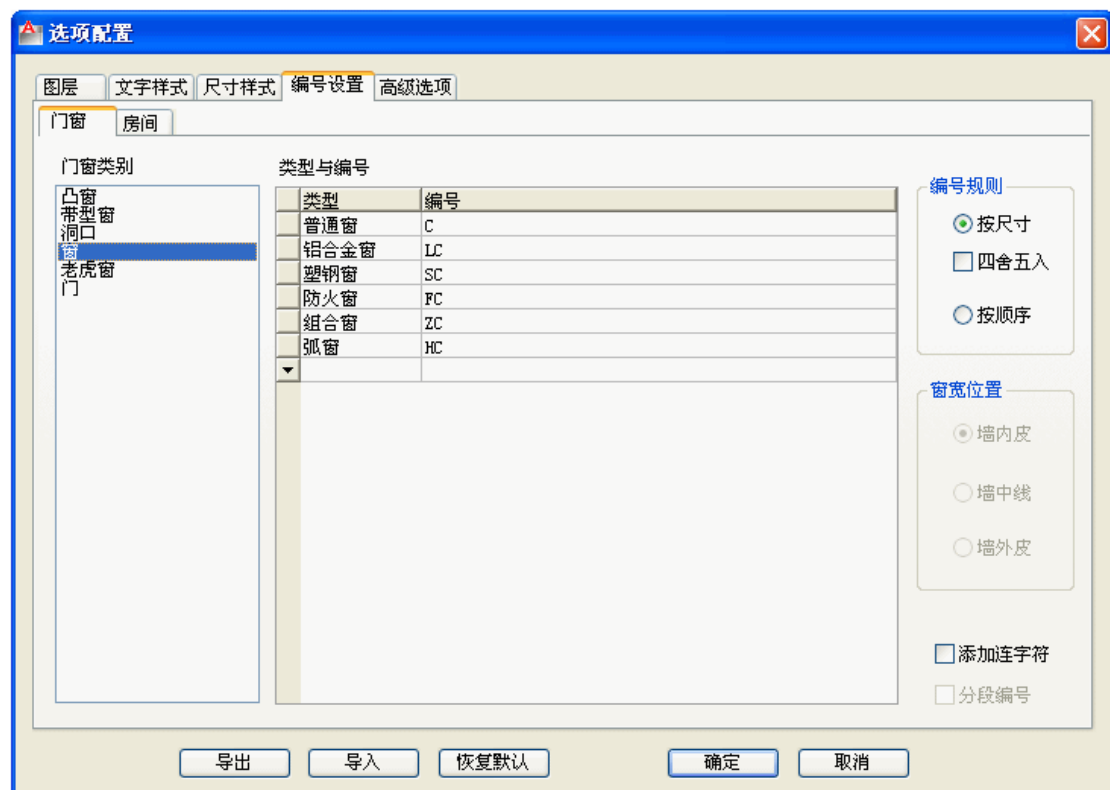 选项配置
图层 文字样式 尺寸样式 编号设置 高级选项
门窗 房间
门窗类别
凸窗
带型窗
洞口
窗
老虎窗
门
类型与编号
类型 编号
普通窗 C
铝合金窗 LC
塑钢窗 SC
防火窗 FC
组合窗 ZC
弧窗 HC
编号规则
按尺寸
四舍五入
按顺序
窗宽位置
墙内皮
墙中线
墙外皮
添加连字符
分段编号
导出 导入 恢复默认 确定 取消